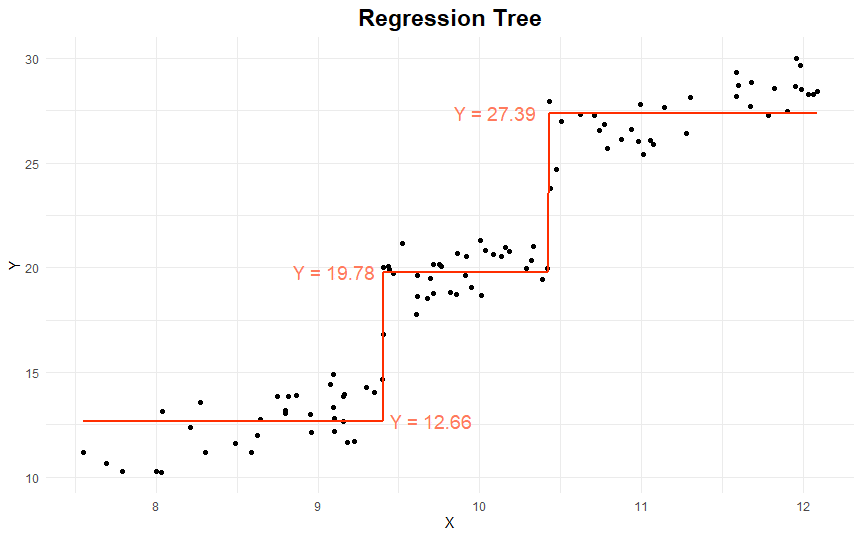 Regression Tree
30
25
20
15
10
Y
Y = 27.39
Y = 19.78
Y = 12.66
8 9 10 11 12
X